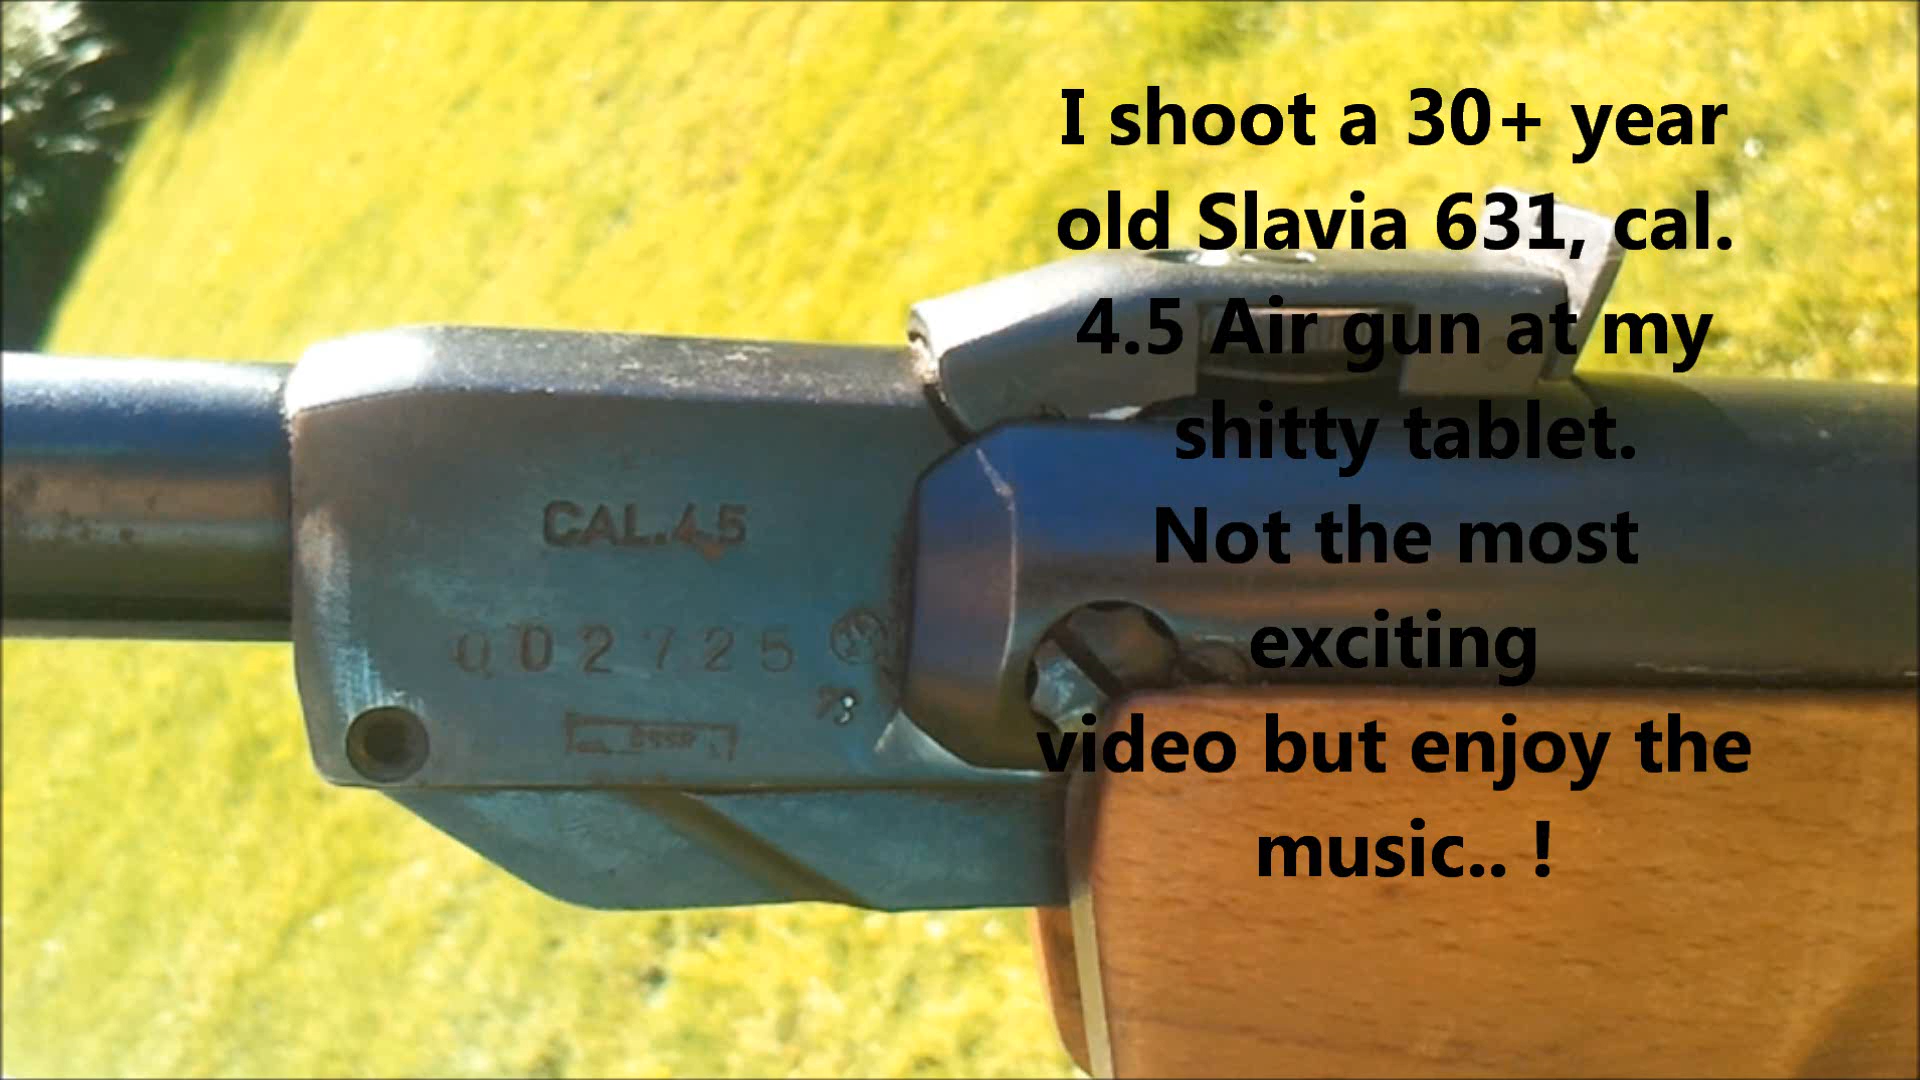 I shoot a 30+ year
old Slavia 631, cal.
4.5 Air gun at my
shitty tablet.
Not the most
exciting
video but enjoy the
music.. !
CAL.4.5
002725
78